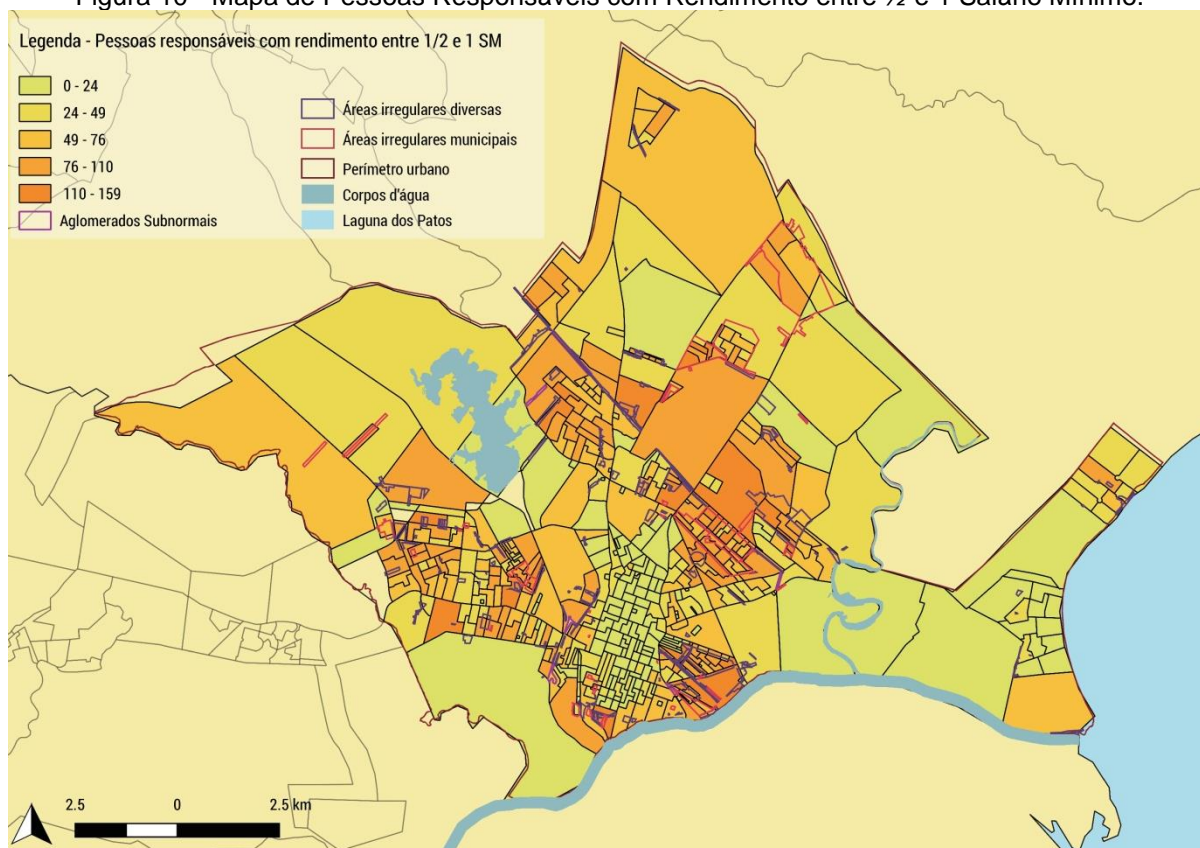 Figura 10 - Mapa de Pessoas Responsáveis com Rendimento entre ½ e 1 Salário Mínimo.
Legenda - Pessoas responsáveis com rendimento entre 1/2 e 1 SM
0 - 24
24 - 49
49 - 76
76 - 110
110 - 159
Aglomerados Subnormais
Áreas irregulares diversas
Áreas irregulares municipais
Perímetro urbano
Corpos d'água
Laguna dos Patos
2.5 0 2.5 km